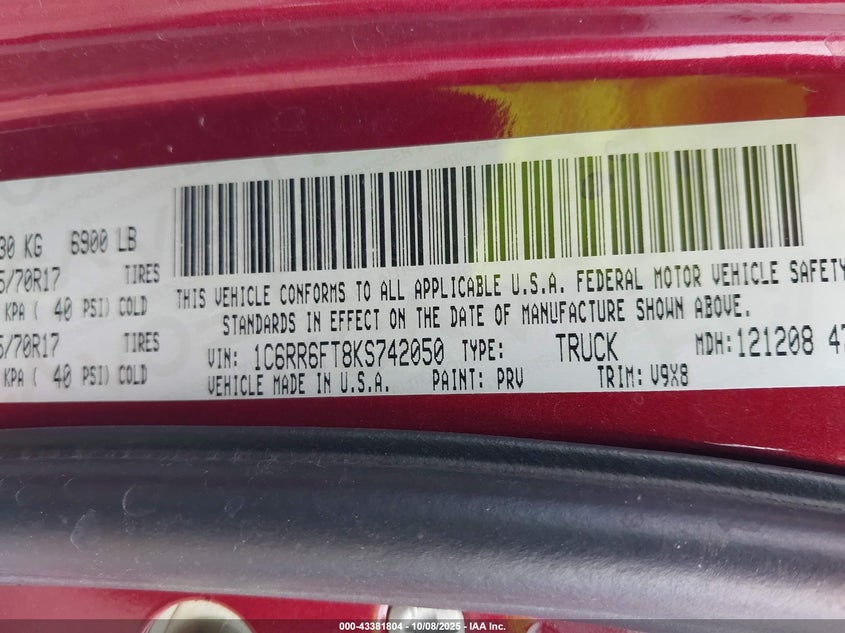 30 KG 6900 LB
5/70R17 TIRES
KPA ( 40 PSI) COLD
5/70R17 TIRES
KPA ( 40 PSI) COLD
THIS VEHICLE CONFORMS TO ALL APPLICABLE U.S.A. FEDERAL MOTOR VEHICLE SAFETY
STANDARDS IN EFFECT ON THE DATE OF MANUFACTURE SHOWN ABOVE.
VIN: 1C6RR6FT8KS742050 TYPE: TRUCK MDH: 121208 47
VEHICLE MADE IN U.S.A. PAINT: PRV TRIM: V9X8
000-43381804 - 10/08/2025 - IAA Inc.